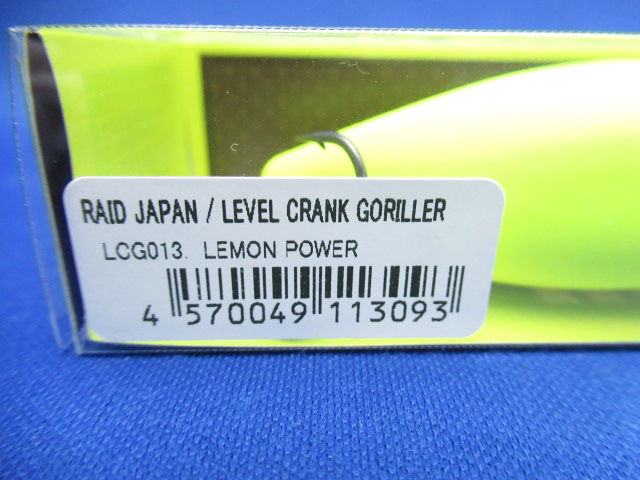 RAID JAPAN / LEVEL CRANK GORILLER
LCG013. LEMON POWER
4 570049 113093